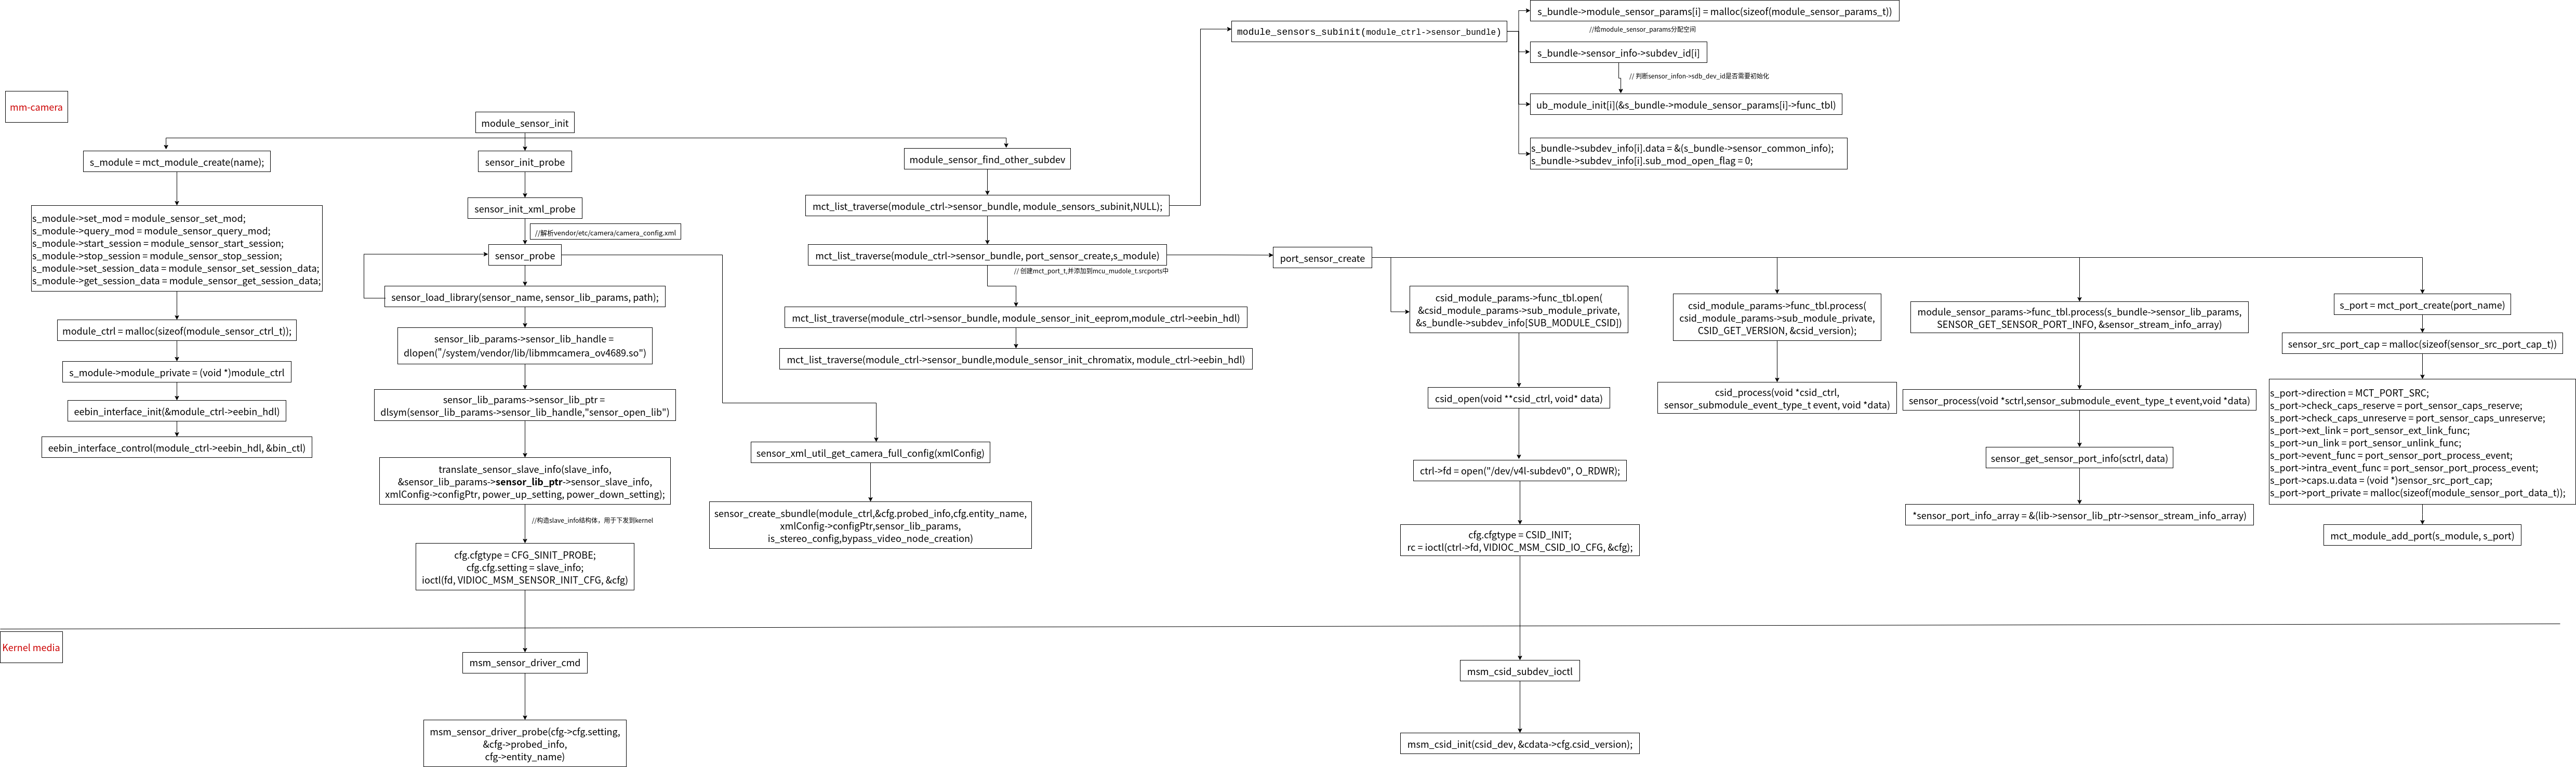 mm-camera
module_sensor_init
s_module = mct_module_create(name);
s_module->set_mod = module_sensor_set_mod;
s_module->query_mod = module_sensor_query_mod;
s_module->start_session = module_sensor_start_session;
s_module->stop_session = module_sensor_stop_session;
s_module->set_session_data = module_sensor_set_session_data;
s_module->get_session_data = module_sensor_get_session_data;
module_ctrl = malloc(sizeof(module_sensor_ctrl_t));
s_module->module_private = (void *)module_ctrl
eebin_interface_init(&module_ctrl->eebin_hdl)
eebin_interface_control(module_ctrl->eebin_hdl, &bin_ctl)
sensor_init_probe
sensor_init_xml_probe
//解析vendor/etc/camera/camera_config.xml
sensor_probe
sensor_load_library(sensor_name, sensor_lib_params, path);
sensor_lib_params->sensor_lib_handle =
dlopen("/system/vendor/lib/libmmcamera_ov4689.so")
sensor_lib_params->sensor_lib_ptr =
dlsym(sensor_lib_params->sensor_lib_handle,"sensor_open_lib")
translate_sensor_slave_info(slave_info,
&sensor_lib_params->sensor_lib_ptr->sensor_slave_info,
xmlConfig->configPtr, power_up_setting, power_down_setting);
//构造slave_info结构体，用于下发到kernel
cfg.cfgtype = CFG_SINIT_PROBE;
cfg.cfg.setting = slave_info;
ioctl(fd, VIDIOC_MSM_SENSOR_INIT_CFG, &cfg)
sensor_xml_util_get_camera_full_config(xmlConfig)
sensor_create_sbundle(module_ctrl,&cfg.probed_info,cfg.entity_name,
xmlConfig->configPtr,sensor_lib_params,
is_stereo_config,bypass_video_node_creation)
module_sensor_find_other_subdev
mct_list_traverse(module_ctrl->sensor_bundle, module_sensors_subinit,NULL);
mct_list_traverse(module_ctrl->sensor_bundle, port_sensor_create,s_module)
// 创建mct_port_t,并添加到mcu_mudole_t.srcports中
mct_list_traverse(module_ctrl->sensor_bundle, module_sensor_init_eeprom,module_ctrl->eebin_hdl)
mct_list_traverse(module_ctrl->sensor_bundle,module_sensor_init_chromatix, module_ctrl->eebin_hdl)
module_sensors_subinit(module_ctrl->sensor_bundle)
s_bundle->module_sensor_params[i] = malloc(sizeof(module_sensor_params_t))
//给module_sensor_params分配空间
s_bundle->sensor_info->subdev_id[i]
// 判断sensor_infon->sdb_dev_id是否需要初始化
ub_module_init[i](&s_bundle->module_sensor_params[i]->func_tbl)
s_bundle->subdev_info[i].data = &(s_bundle->sensor_common_info);
s_bundle->subdev_info[i].sub_mod_open_flag = 0;
port_sensor_create
csid_module_params->func_tbl.open(
&csid_module_params->sub_module_private,
&s_bundle->subdev_info[SUB_MODULE_CSID])
csid_open(void **csid_ctrl, void* data)
ctrl->fd = open("/dev/v4l-subdev0", O_RDWR);
cfg.cfgtype = CSID_INIT;
rc = ioctl(ctrl->fd, VIDIOC_MSM_CSID_IO_CFG, &cfg);
csid_module_params->func_tbl.process(
csid_module_params->sub_module_private,
CSID_GET_VERSION, &csid_version);
csid_process(void *csid_ctrl,
sensor_submodule_event_type_t event, void *data)
module_sensor_params->func_tbl.process(s_bundle->sensor_lib_params,
SENSOR_GET_SENSOR_PORT_INFO, &sensor_stream_info_array)
sensor_process(void *sctrl,sensor_submodule_event_type_t event,void *data)
sensor_get_sensor_port_info(sctrl, data)
*sensor_port_info_array = &(lib->sensor_lib_ptr->sensor_stream_info_array)
s_port = mct_port_create(port_name)
sensor_src_port_cap = malloc(sizeof(sensor_src_port_cap_t))
s_port->direction = MCT_PORT_SRC;
s_port->check_caps_reserve = port_sensor_caps_reserve;
s_port->check_caps_unreserve = port_sensor_caps_unreserve;
s_port->ext_link = port_sensor_ext_link_func;
s_port->un_link = port_sensor_unlink_func;
s_port->event_func = port_sensor_port_process_event;
s_port->intra_event_func = port_sensor_port_process_event;
s_port->caps.u.data = (void *)sensor_src_port_cap;
s_port->port_private = malloc(sizeof(module_sensor_port_data_t));
mct_module_add_port(s_module, s_port)
Kernel media
msm_sensor_driver_cmd
msm_sensor_driver_probe(cfg->cfg.setting,
&cfg->probed_info,
cfg->entity_name)
msm_csid_subdev_ioctl
msm_csid_init(csid_dev, &cdata->cfg.csid_version);